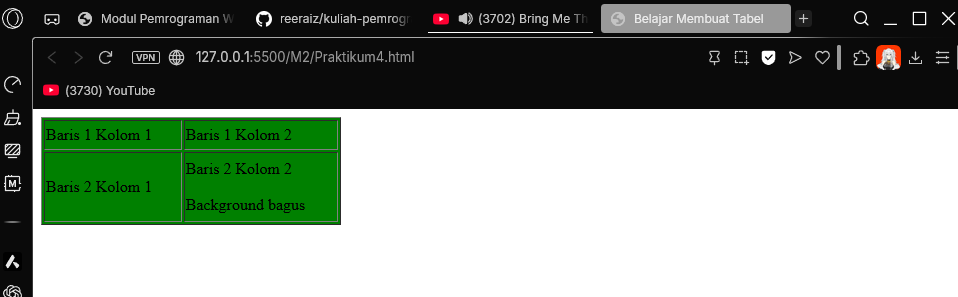 Modul Pemrograman W
reeraiz/kuliah-pemrogr
(3702) Bring Me Th
Belajar Membuat Tabel
VPN
127.0.0.1:5500/M2/Praktikum4.html
(3730) YouTube
M
Baris 1 Kolom 1
Baris 1 Kolom 2
Baris 2 Kolom 1
Baris 2 Kolom 2
Background bagus